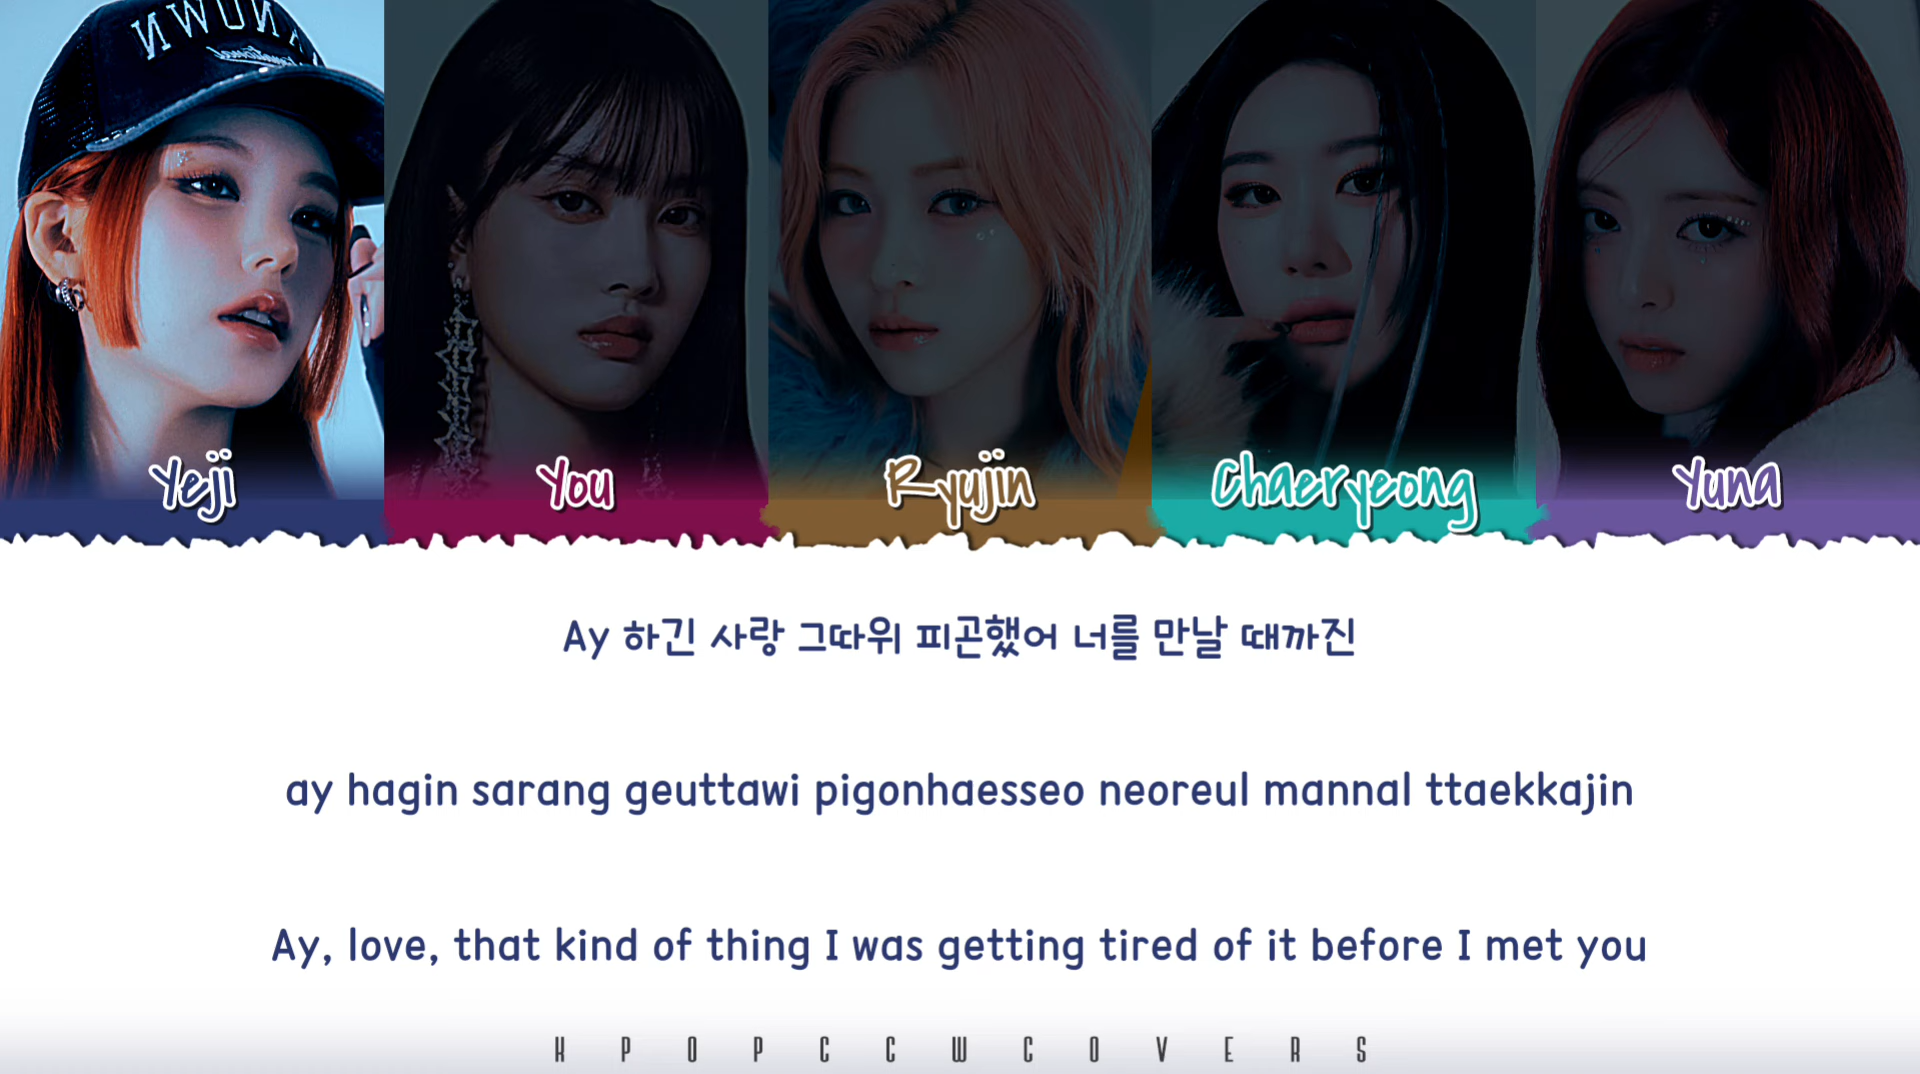 Yeji You Ryujin Chaeryeong Yuna
Ay 하긴 사랑 그따위 피곤했어 너를 만날 때까진
ay hagin sarang geuttawi pigonhaesseo neoreul mannal ttaekkajin
Ay, love, that kind of thing I was getting tired of it before I met you
KPOPCCWCOVERS